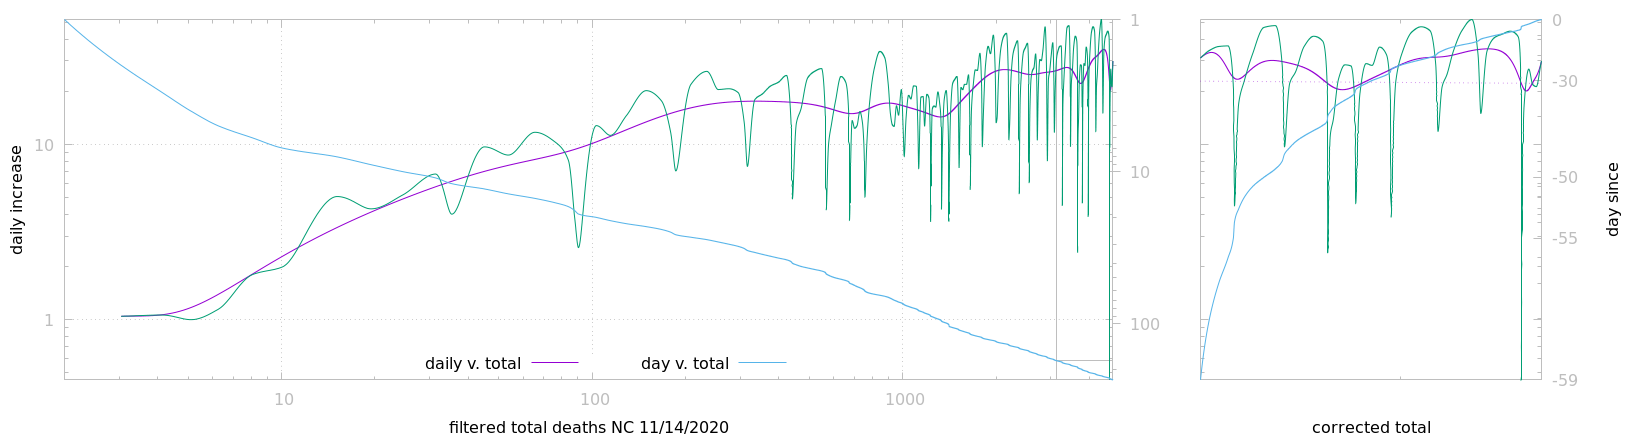 daily increase
10
1
daily v. total
day v. total
10
100
1000
filtered total deaths NC 11/14/2020
1
10
100
0
-30
-50
-55
-59
day since
corrected total